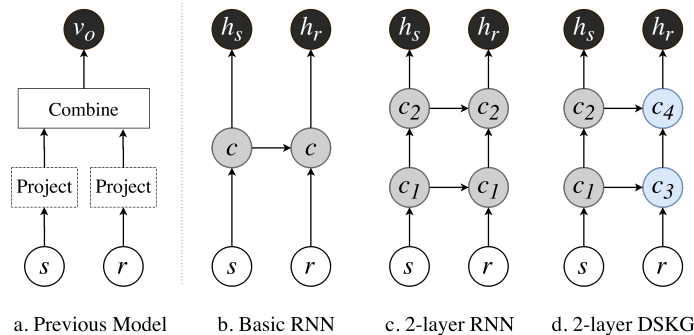 v_o h_s h_r h_s h_r h_s h_r
Combine c_2 c_2 c_2 c_4
c c
Project Project c_1 c_1 c_1 c_3
s r s r s r s r
a. Previous Model b. Basic RNN c. 2-layer RNN d. 2-layer DSKG